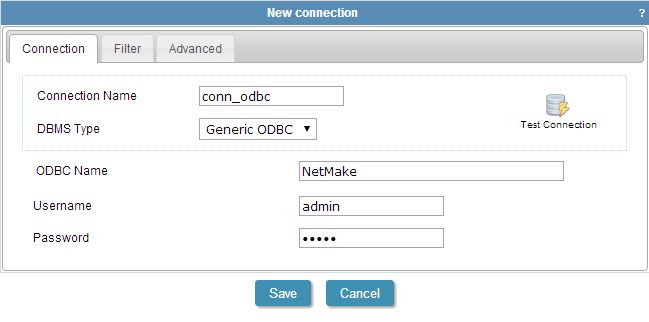 New connection ?
Connection Filter Advanced
Connection Name conn_odbc
DBMS Type Generic ODBC
Test Connection
ODBC Name NetMake
Username admin
Password •••••
Save Cancel